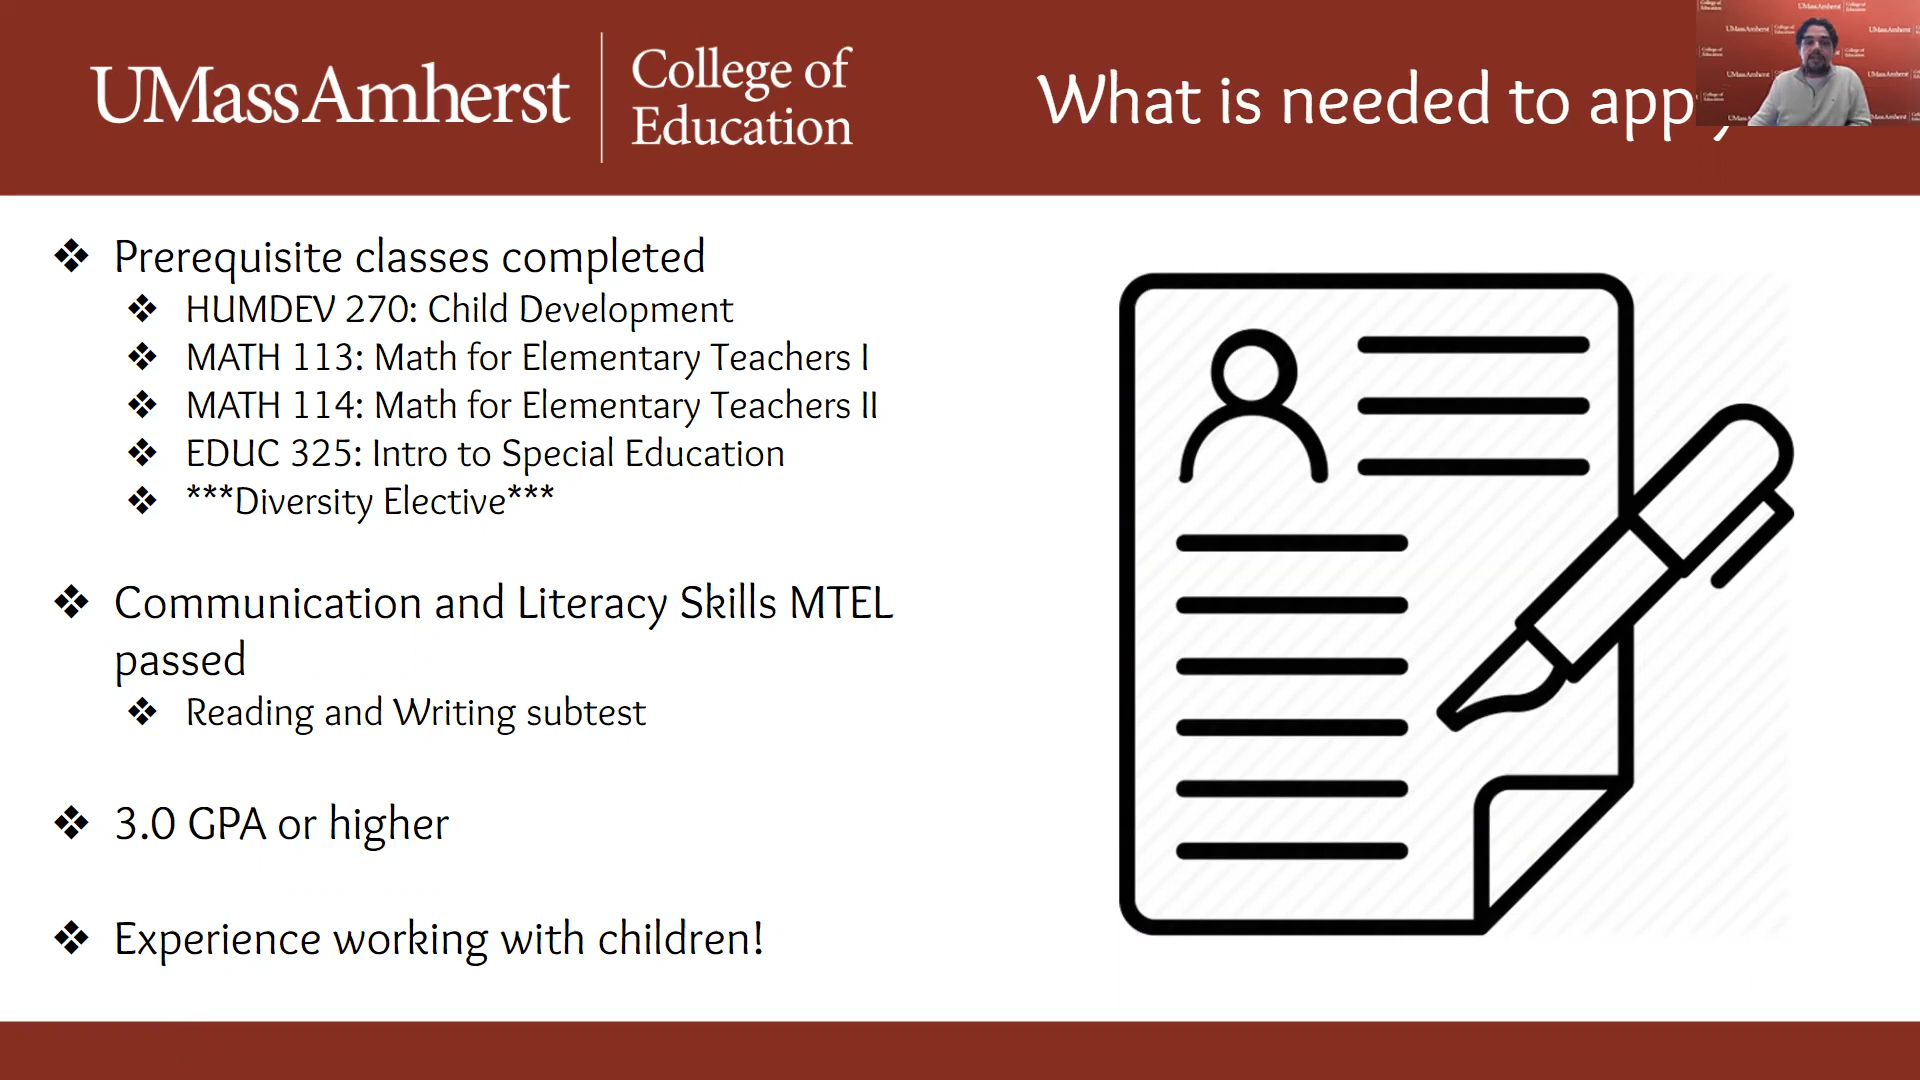 UMassAmherst
College of
Education
What is needed to
❖ Prerequisite classes completed
❖ HUMDEV 270: Child Development
❖ MATH 113: Math for Elementary Teachers I
❖ MATH 114: Math for Elementary Teachers II
❖ EDUC 325: Intro to Special Education
❖ ***Diversity Elective***
❖ Communication and Literacy Skills MTEL
passed
❖ Reading and Writing subtest
❖ 3.0 GPA or higher
❖ Experience working with children!